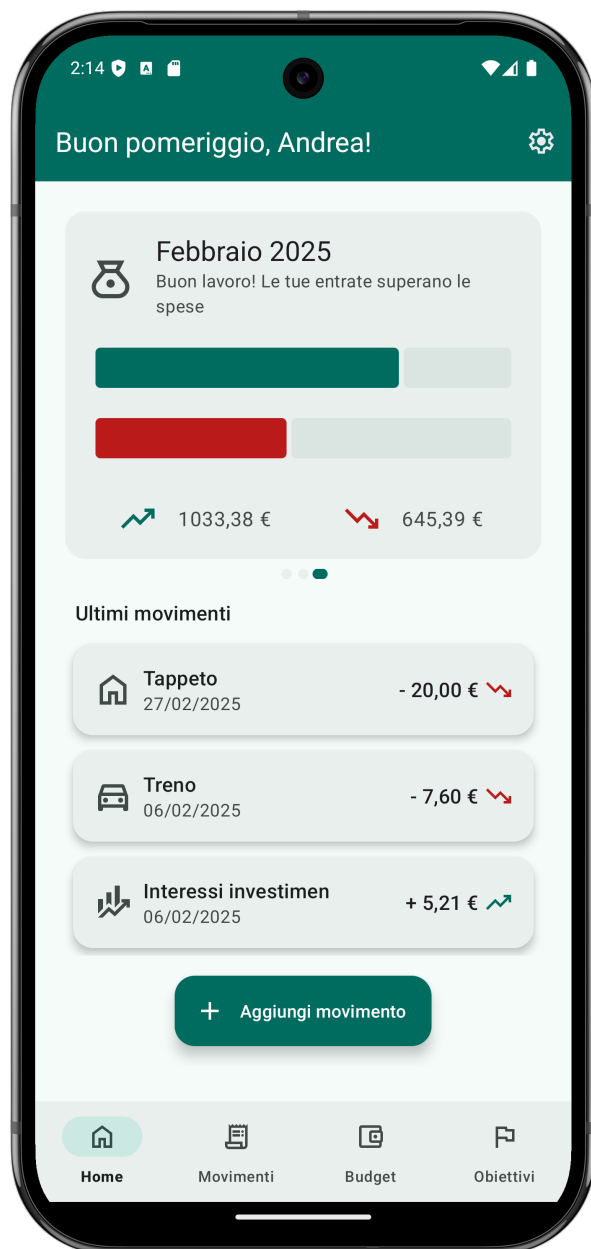 2:14
Buon pomeriggio, Andrea!
Febbraio 2025
Buon lavoro! Le tue entrate superano le
spese
1033,38 €
645,39 €
Ultimi movimenti
Tappeto
27/02/2025
- 20,00 €
Treno
06/02/2025
- 7,60 €
Interessi investimen
06/02/2025
+ 5,21 €
+ Aggiungi movimento
Home
Movimenti
Budget
Obiettivi